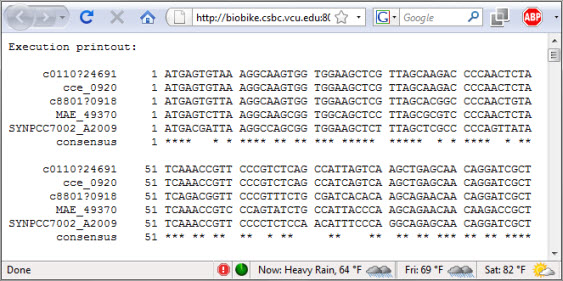 http://biobike.csbc.vcu.edu:80
G Google
ABP
Execution printout:
c0110?24691 1 ATGAGTGTAA AGGCAAGTGG TGGAAGCTCG TTAGCAAGAC CCCAACTCTA
cce_0920 1 ATGAGTGTAA AGGCAAGTGG TGGAAGCTCG TTAGCAAGAC CCCAACTCTA
c8801?0918 1 ATGAGTGTTA AGGCAAGTGG TGGAAGCTCG TTAGCACGGC CCCAACTGTA
MAE_49370 1 ATGAGTCTTA AGGCAAGCGG TGGCAGCTCC TTAGCGCGTC CCCAACTCTA
SYNPCC7002_A2009 1 ATGACGATTA AGGCCAGCGG TGGAAGCTCT TTAGCTCGCC CCCAGTTATA
consensus 1 **** * * **** ** ** *** ***** ***** * * **** * **
c0110?24691 51 TCAAACCGTT CCCGTCTCAG CCATTAGTCA AGCTGAGCAA CAGGATCGCT
cce_0920 51 TCAAACCGTT CCCGTCTCAG CCATTAGTCA AGCTGAGCAA CAGGATCGCT
c8801?0918 51 TCAGACGGTT CCCGTTTCTG CGATCACACA AGCAGAACAA CAGGATCGCT
MAE_49370 51 TCAAACCGTC CCAGTATCTG CCATTACCCA AGCAGAACAA CAAGACCGCT
SYNPCC7002_A2009 51 TCAAACCGTT CCCCTCTCCA ACATTTCCCA GGCAGAGCAA CAGGATCGCT
consensus 51 *** ** ** ** * ** ** ** ** ** *** ** ** ****
Done
Now: Heavy Rain, 64 °F
Fri: 69 °F
Sat: 82 °F